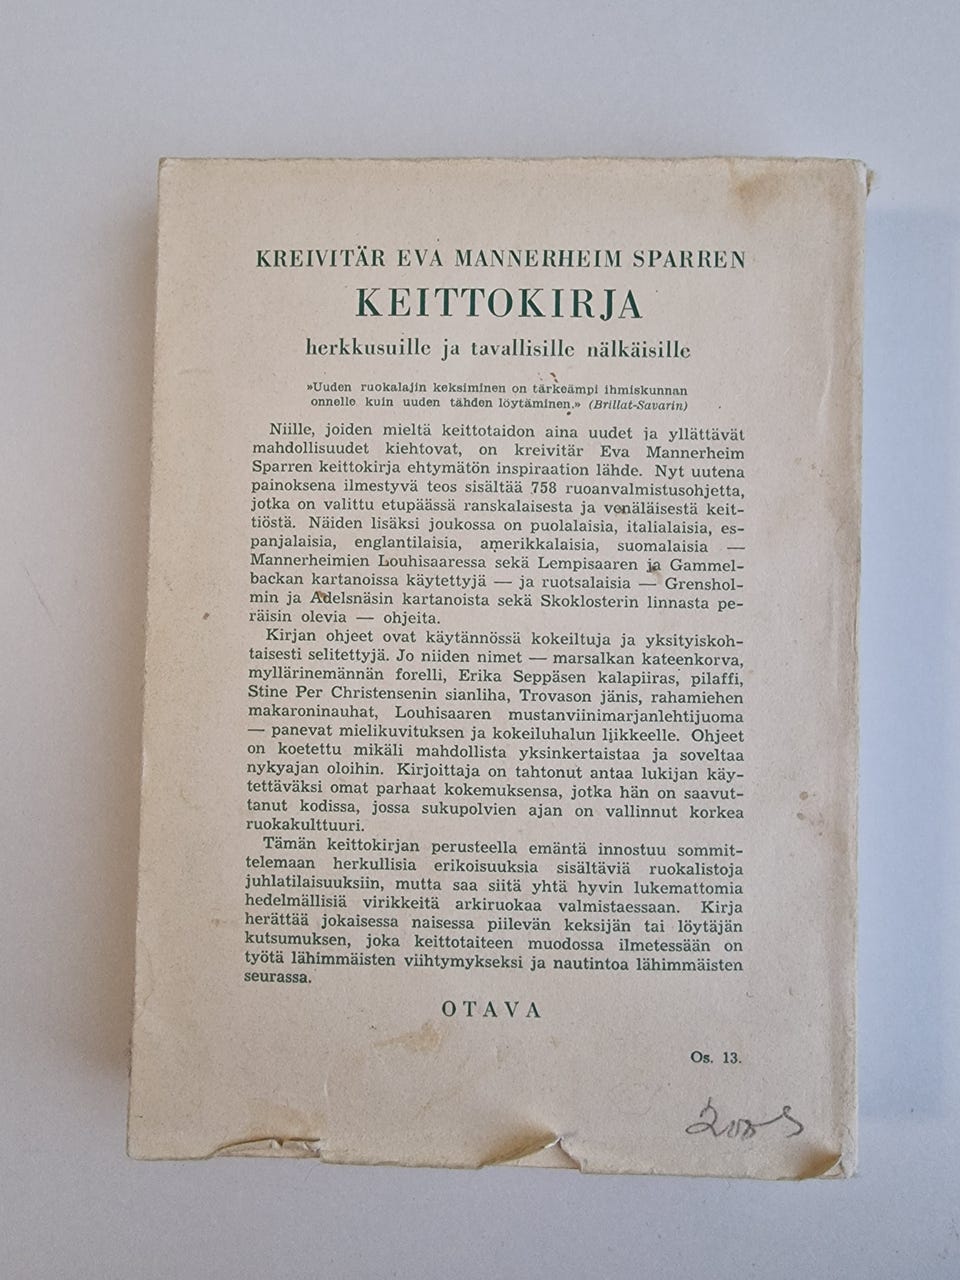 KREIVITÄR EVA MANNERHEIM SPARREN
KEITTOKIRJA
herkkusuille ja tavallisille nälkäisille
»Uuden ruokalajin keksiminen on tärkeämpi ihmiskunnan
onnelle kuin uuden tähden löytäminen.» (Brillat-Savarin)
Niille, joiden mieltä keittotaidon aina uudet ja yllättävät
mahdollisuudet kiehtovat, on kreivitär Eva Mannerheim
Sparren keittokirja ehtymätön inspiraation lähde. Nyt uutena
painoksena ilmestyvä teos sisältää 758 ruoanvalmistusohjetta,
jotka on valittu etupäässä ranskalaisesta ja venäläisestä keit-
tiöstä. Näiden lisäksi joukossa on puolalaisia, italialaisia, es-
panjalaisia, englantilaisia, amerikkalaisia, suomalaisia —
Mannerheimien Louhisaaressa sekä Lempisaaren ja Gammel-
backan kartanoissa käytettyjä — ja ruotsalaisia — Grenshol-
min ja Adelsnäsin kartanoista sekä Skoklosterin linnasta pe-
räisin olevia — ohjeita.
Kirjan ohjeet ovat käytännössä kokeiltuja ja yksityiskoh-
taisesti selitettyjä. Jo niiden nimet — marsalkan kateenkorva,
myllärinemännän forelli, Erika Seppäsen kalapiiras, pilaffi,
Stine Per Christensenin sianliha, Trovason jänis, rahamiehen
makaroninauhat, Louhisaaren mustanviinimarjanlehtijuoma
— panevat mielikuvituksen ja kokeiluhalun liikkeelle. Ohjeet
on koetettu mikäli mahdollista yksinkertaistaa ja soveltaa
nykyajan oloihin. Kirjoittaja on tahtonut antaa lukijan käy-
tettäväksi omat parhaat kokemuksensa, jotka hän on saavut-
tanut kodissa, jossa sukupolvien ajan on vallinnut korkea
ruokakulttuuri.
Tämän keittokirjan perusteella emäntä innostuu sommit-
telemaan herkullisia erikoisuuksia sisältäviä ruokalistoja
juhlatilaisuuksiin, mutta saa siitä yhtä hyvin lukemattomia
hedelmällisiä virikkeitä arkiruokaa valmistaessaan. Kirja
herättää jokaisessa naisessa piilevän keksijän tai löytäjän
kutsumuksen, joka keittotaiteen muodossa ilmetessään on
työtä lähimmäisten viihtymykseksi ja nautintoa lähimmäisten
seurassa.
OTAVA
Os. 13.